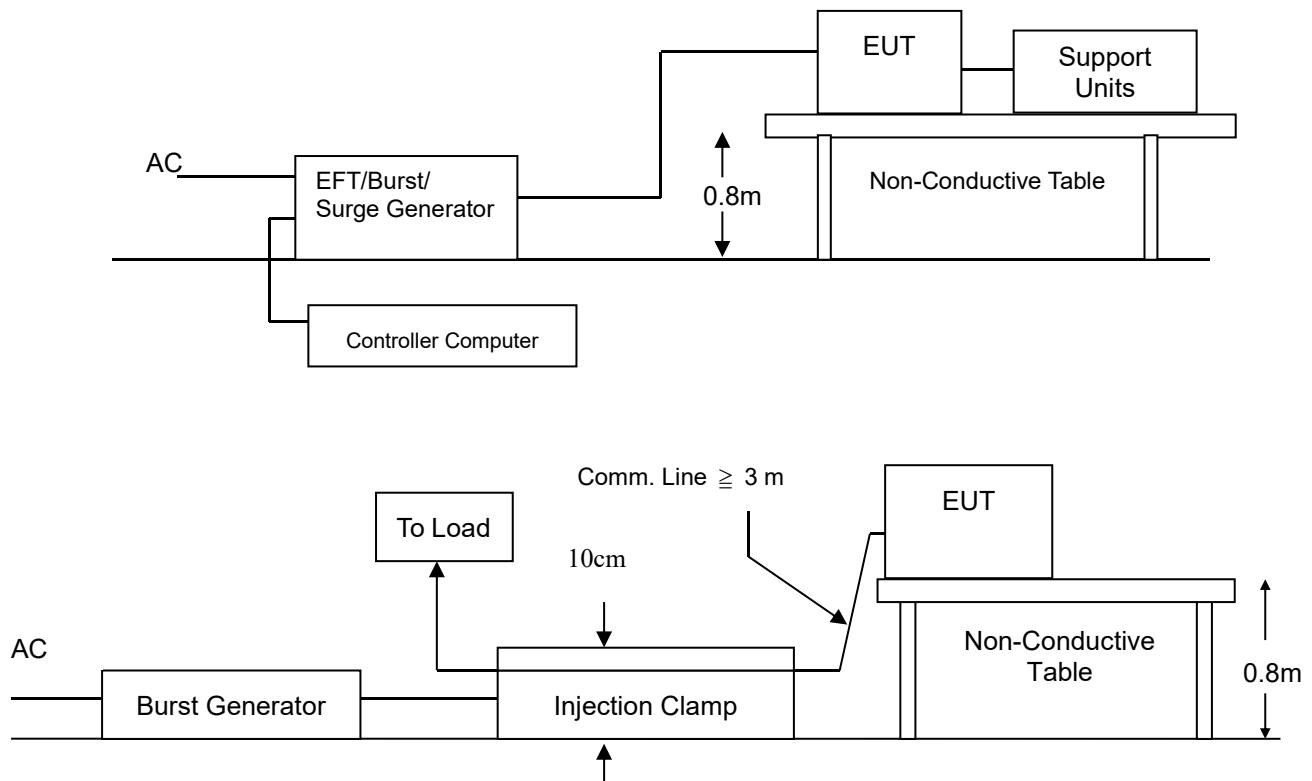 EUT
Support
Units
AC
EFT/Burst/
Surge Generator
0.8m
Non-Conductive Table
Controller Computer
Comm. Line ≧ 3 m
EUT
To Load
10cm
AC
Non-Conductive
Table
0.8m
Burst Generator
Injection Clamp